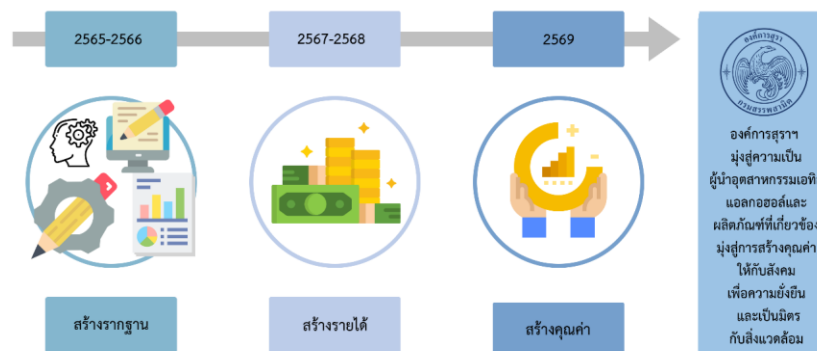 2565-2566
2567-2568
2569
องค์การสุรา
กรมสรรพสามิต
องค์การสุราฯ
มุ่งสู่ความเป็น
ผู้นำอุตสาหกรรมเอทิ
แอลกอฮอล์และ
ผลิตภัณฑ์ที่เกี่ยวข้อง
มุ่งสู่การสร้างคุณค่า
ให้กับสังคม
เพื่อความยั่งยืน
และเป็นมิตร
กับสิ่งแวดล้อม
สร้างรากฐาน
สร้างรายได้
สร้างคุณค่า